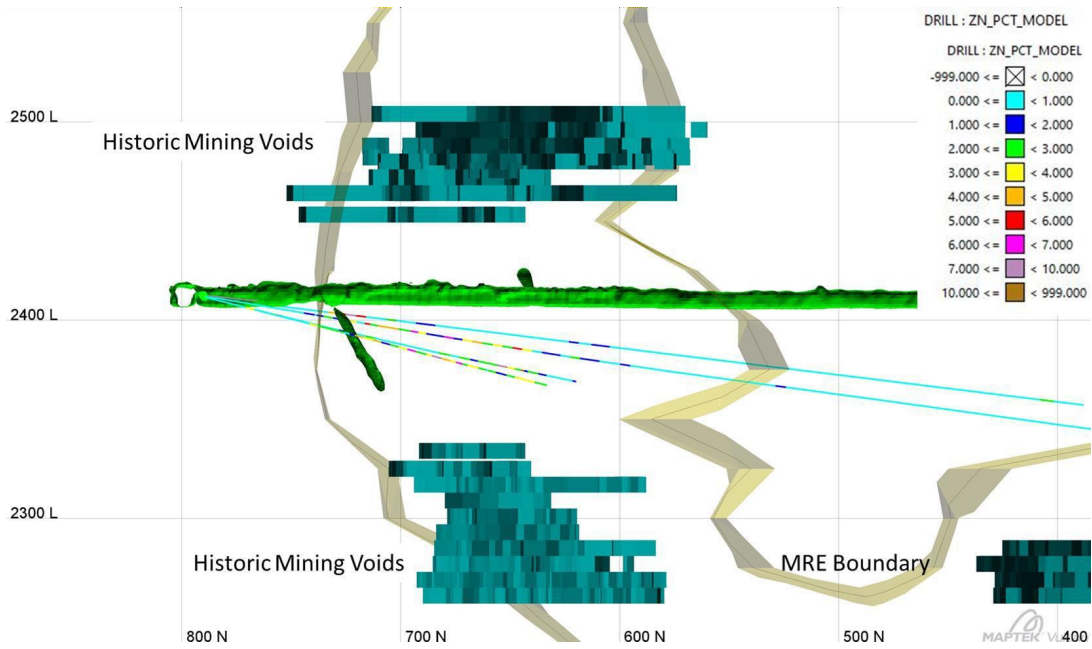 DRILL : ZN_PCT_MODEL
DRILL : ZN_PCT_MODEL
-999.000 <= < 0.000
0.000 <= < 1.000
1.000 <= < 2.000
2.000 <= < 3.000
3.000 <= < 4.000
4.000 <= < 5.000
5.000 <= < 6.000
6.000 <= < 7.000
7.000 <= < 10.000
10.000 <= < 999.000
2500 L
Historic Mining Voids
2400 L
2300 L
Historic Mining Voids
MRE Boundary
800 N
700 N
600 N
500 N
400
MAPTEK